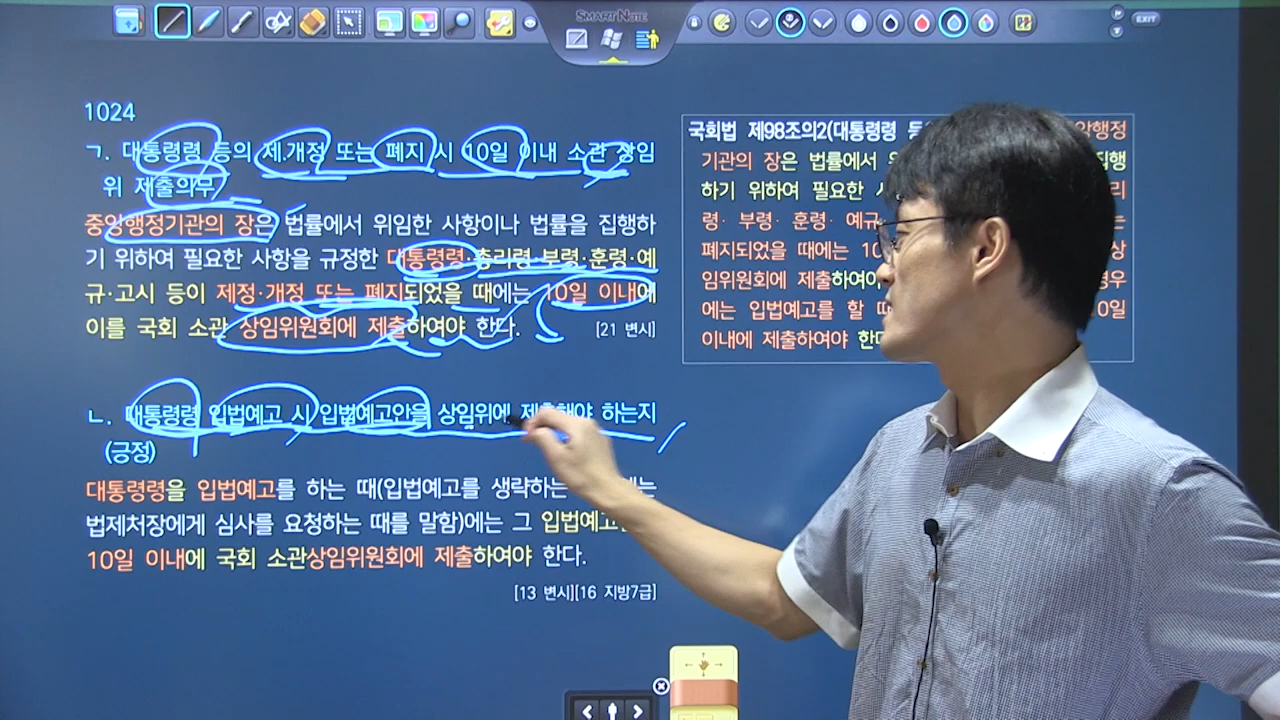 SMART NOTE
EXIT
1024
ㄱ. 대통령령 등의 제.개정 또는 폐지 시 10일 이내 소관 상임
위 제출의무
중앙행정기관의 장은 법률에서 위임한 사항이나 법률을 집행하
기 위하여 필요한 사항을 규정한 대통령령·총리령·부령·훈령·예
규·고시 등이 제정·개정 또는 폐지되었을 때에는 10일 이내에
이를 국회 소관 상임위원회에 제출하여야 한다. [21 변시]
ㄴ. 대통령령 입법예고 시 입법예고안을 상임위에 제출해야 하는지
(긍정)
대통령령을 입법예고를 하는 때(입법예고를 생략하는
법제처장에게 심사를 요청하는 때를 말함)에는 그 입법예고
10일 이내에 국회 소관상임위원회에 제출하여야 한다.
[13 변시][16 지방7급]
국회법 제98조의2(대통령령
기관의 장은 법률에서 집행
하기 위하여 필요한
령· 부령· 훈령· 예규
폐지되었을 때에는
임위원회에 제출하여
에는 입법예고를 할
이내에 제출하여야